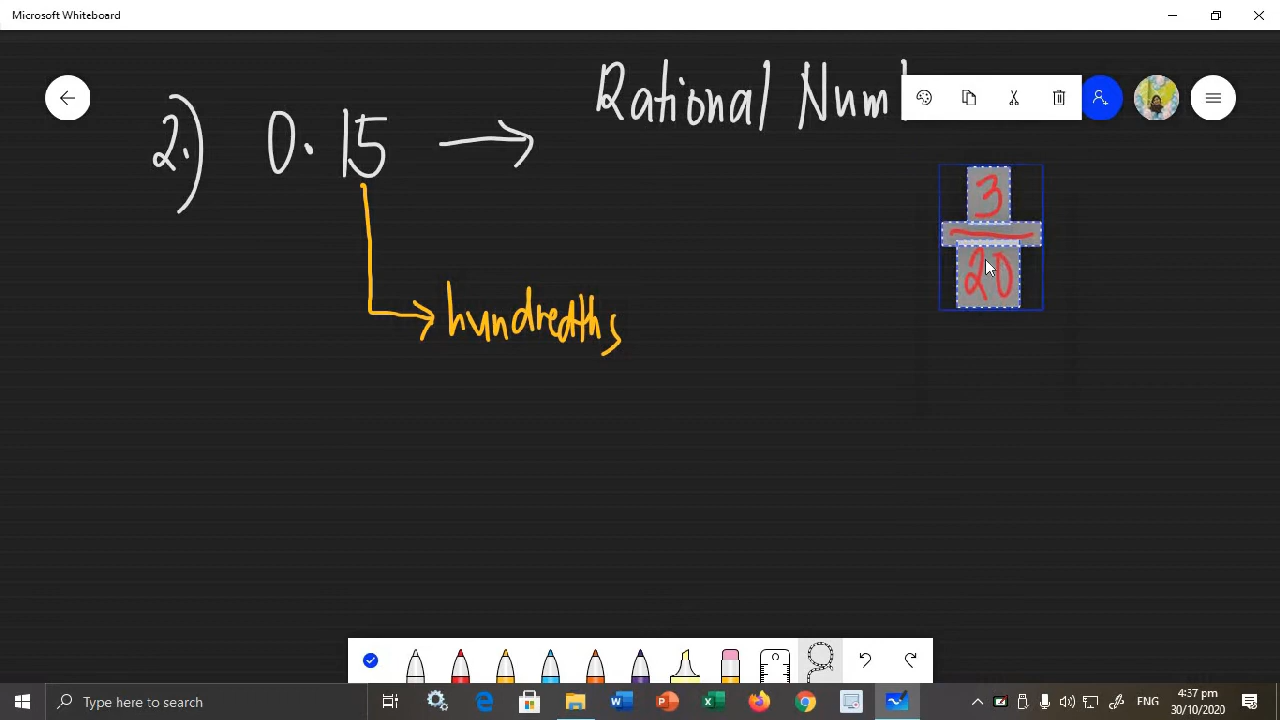 Microsoft Whiteboard
Rational Num
2.) 0.15 →
3
20
hundredths
Type here to search
ENG
4:37 pm
30/10/2020